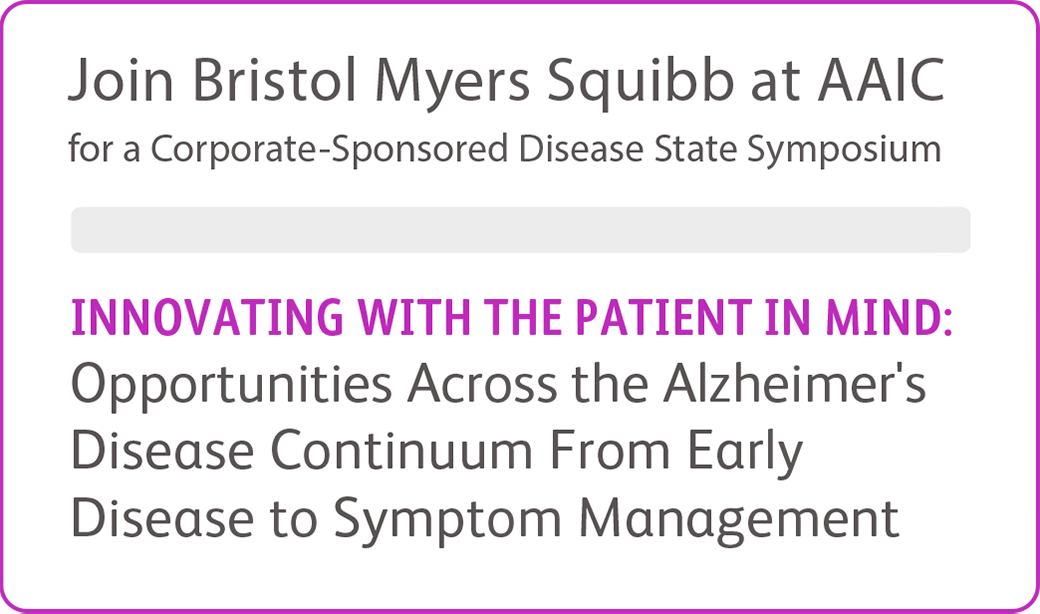 Join Bristol Myers Squibb at AAIC
for a Corporate-Sponsored Disease State Symposium
INNOVATING WITH THE PATIENT IN MIND:
Opportunities Across the Alzheimer's
Disease Continuum From Early
Disease to Symptom Management